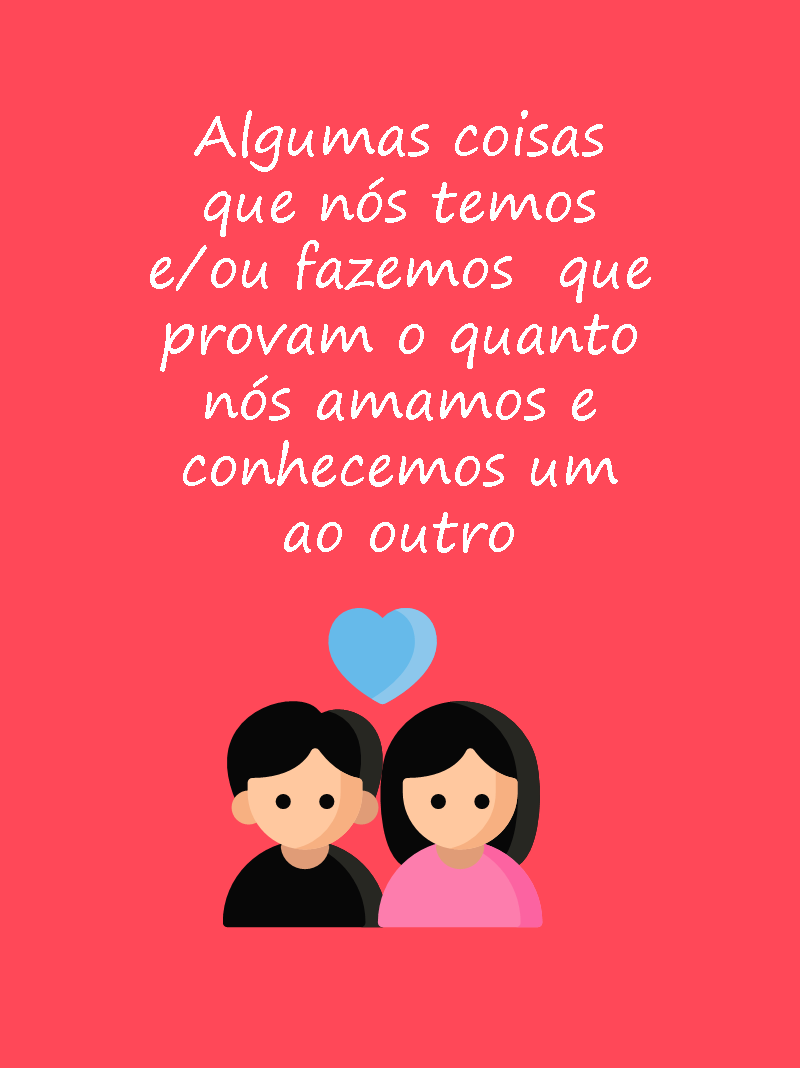 Algumas coisas
que nós temos
e/ou fazemos  que
provam o quanto
nós amamos e
conhecemos um
ao outro